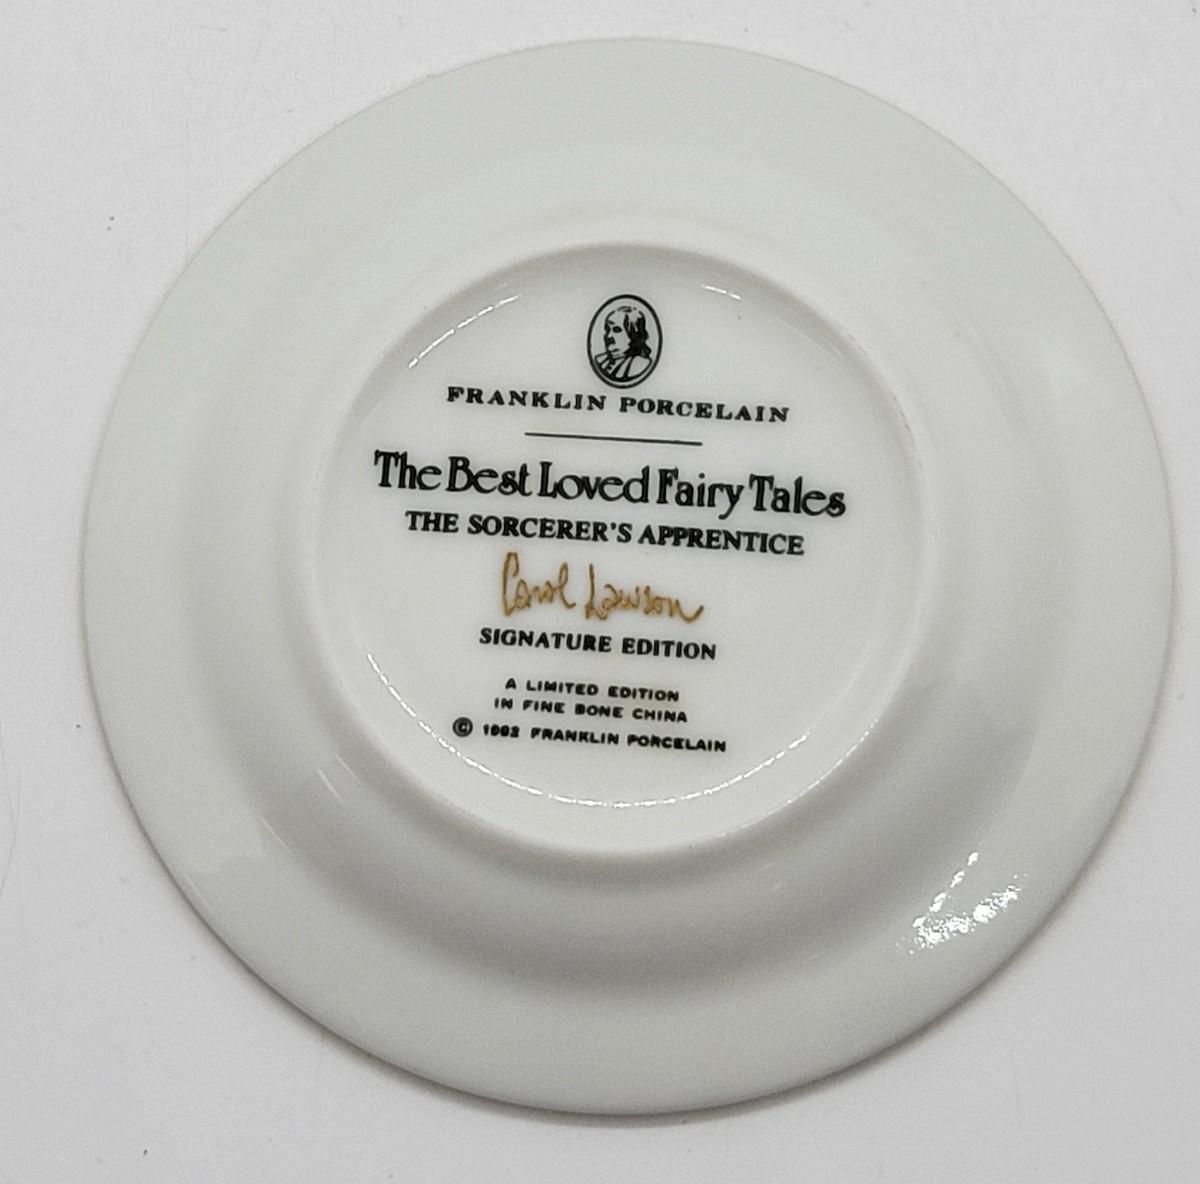 FRANKLIN PORCELAIN
The Best Loved Fairy Tales
THE SORCERER'S APPRENTICE
Carol Lawson
SIGNATURE EDITION
A LIMITED EDITION
IN FINE BONE CHINA
© 1982 FRANKLIN PORCELAIN